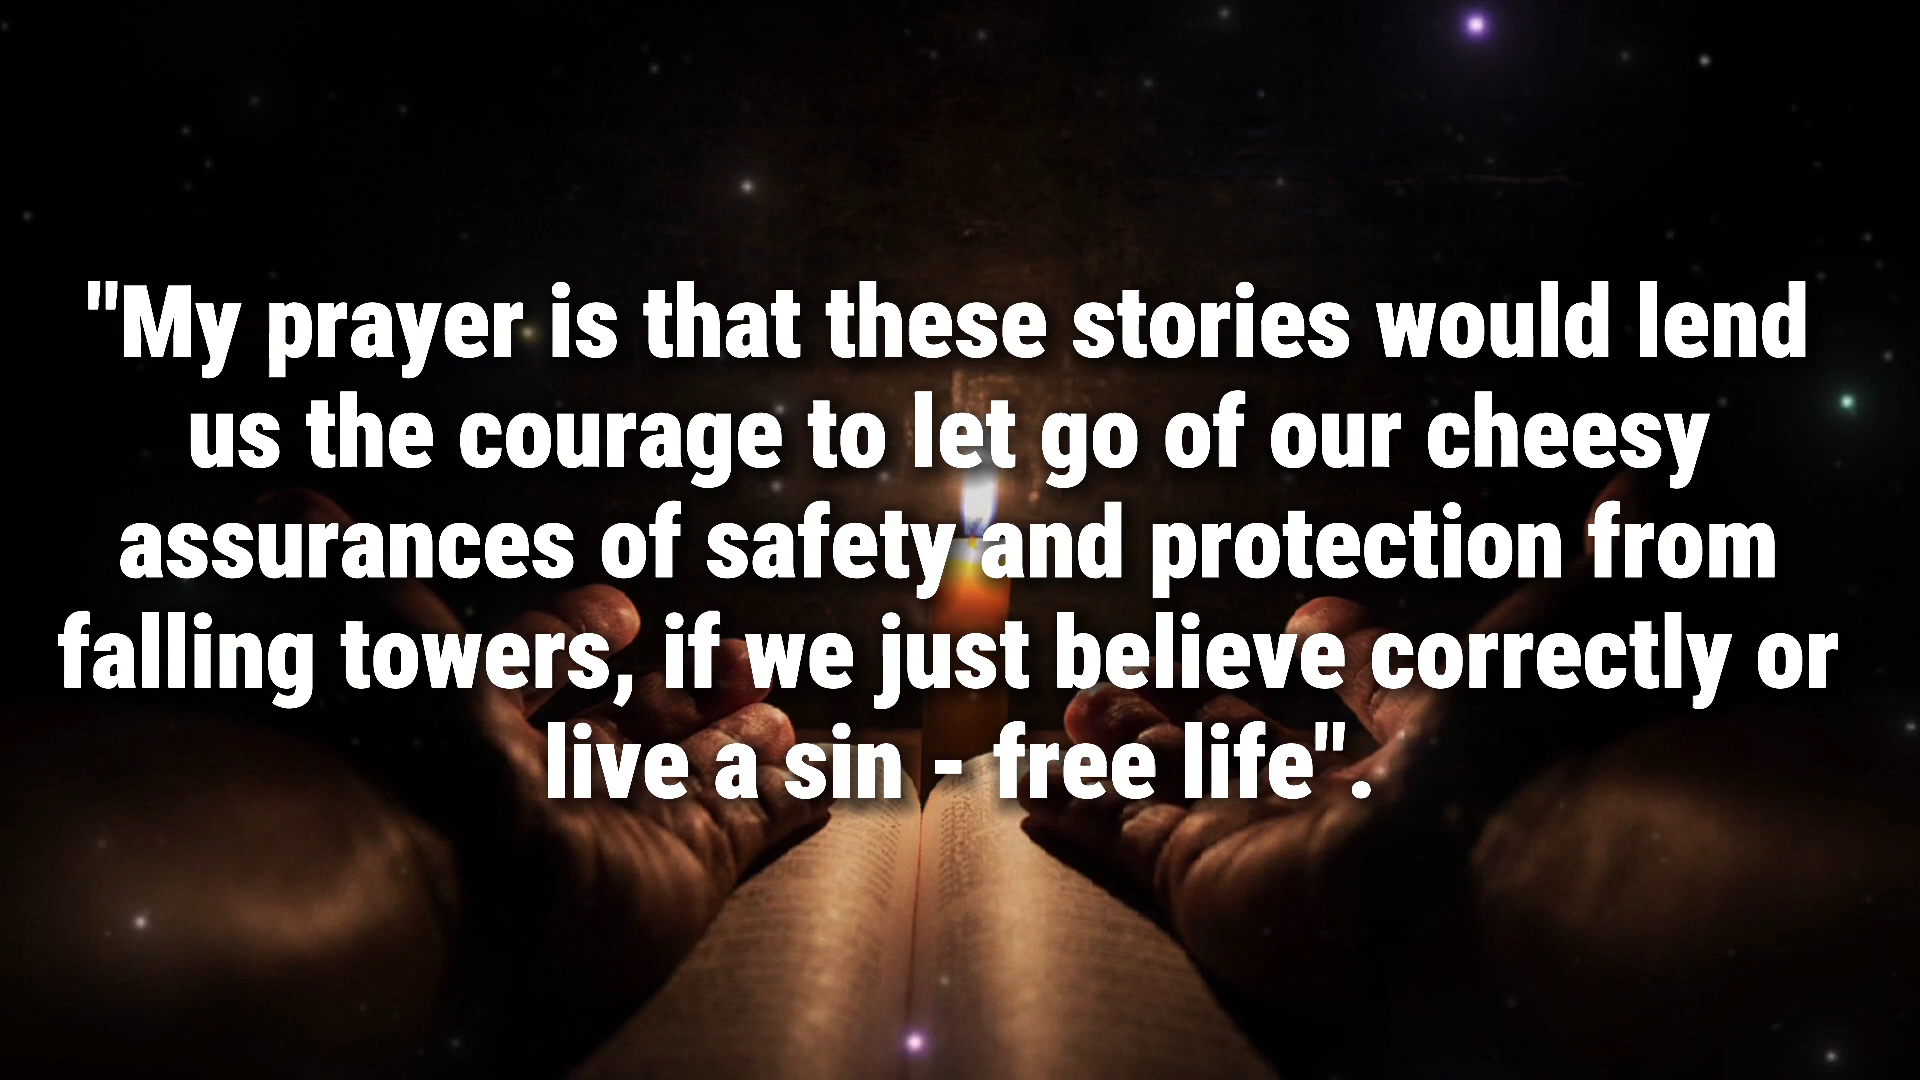 "My prayer is that these stories would lend
us the courage to let go of our cheesy
assurances of safety and protection from
falling towers, if we just believe correctly or
live a sin - free life".